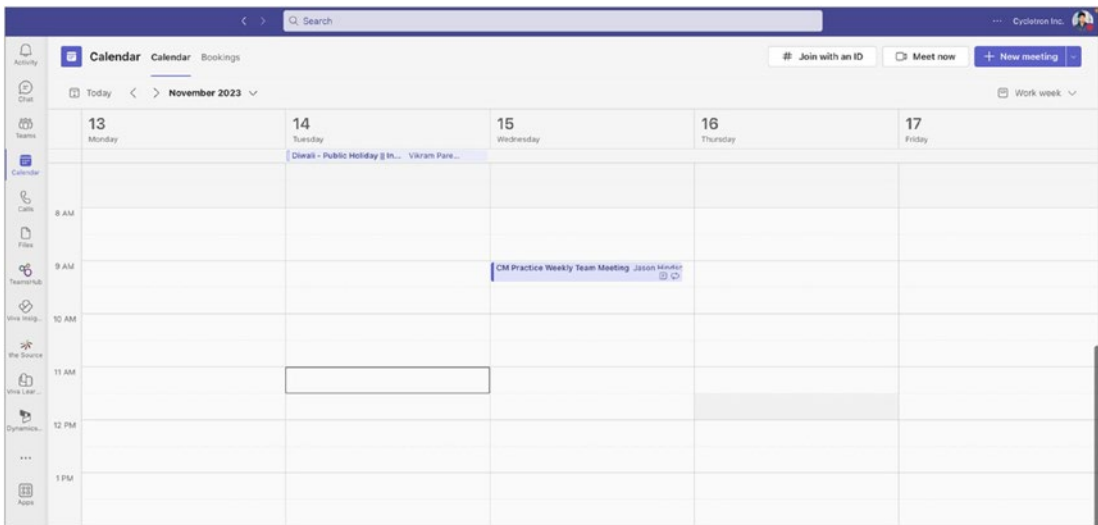 Search
Cycletron Inc.
Activity
Calendar Calendar Bookings
# Join with an ID
Meet now
+ New meeting
Chat
Today < > November 2023
Work week
Teams
13
Monday
14
Tuesday
15
Wednesday
16
Thursday
17
Friday
Diwali - Public Holiday || In... Vikram Pare...
Calendar
Calls
8 AM
Files
9 AM
CM Practice Weekly Team Meeting Jason
TeamsHub
Viva Insig...
10 AM
the Source
11 AM
Viva Lear...
Dynamics...
12 PM
...
1 PM
Apps